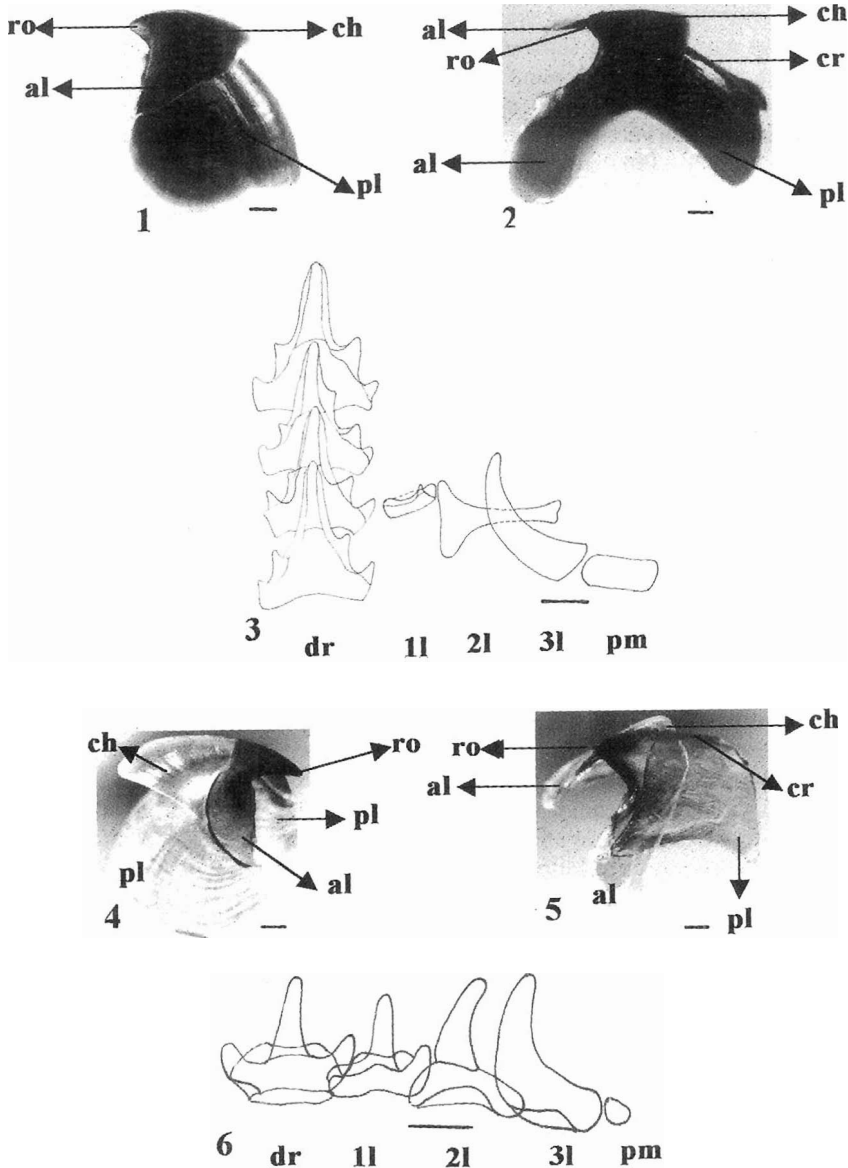 ro ch
al
pl
1
al ch
ro cr
al pl
2
3 dr 1l 2l 3l pm
ch ro
pl
pl al
4
ro ch
al cr
al pl
5
6 dr 1l 2l 3l pm